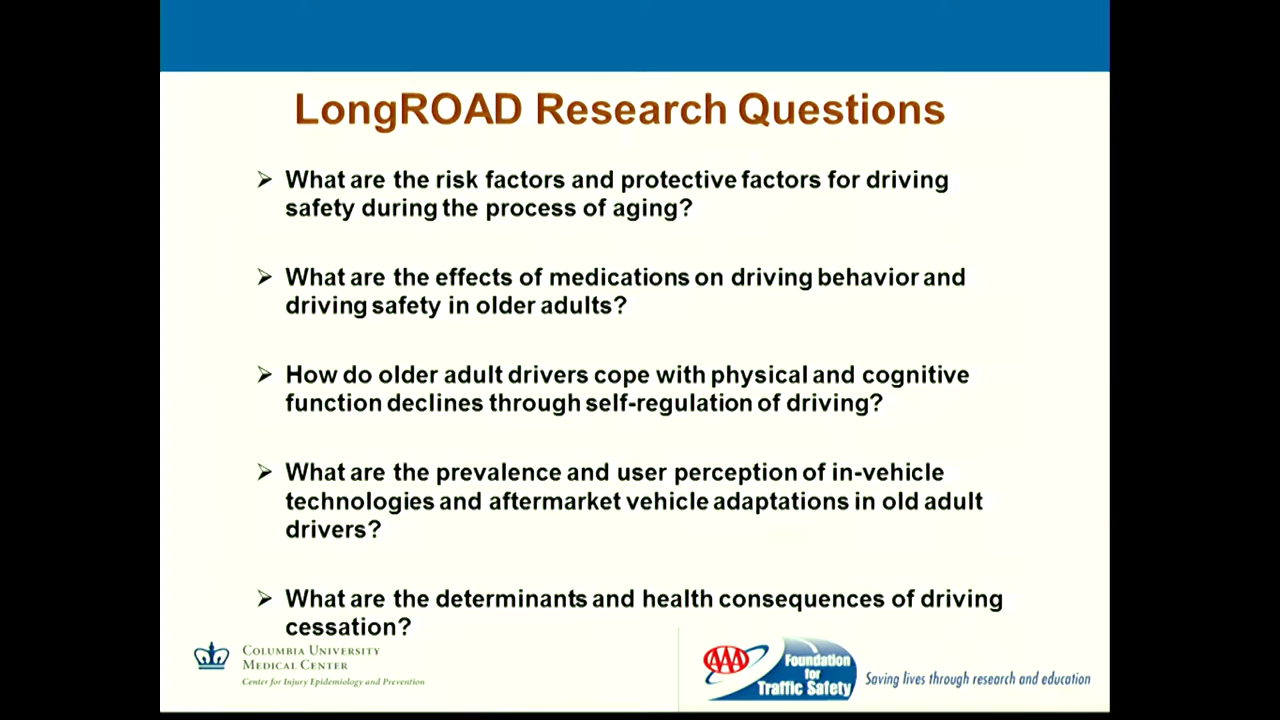 LongROAD Research Questions
What are the risk factors and protective factors for driving
safety during the process of aging?
What are the effects of medications on driving behavior and
driving safety in older adults?
How do older adult drivers cope with physical and cognitive
function declines through self-regulation of driving?
What are the prevalence and user perception of in-vehicle
technologies and aftermarket vehicle adaptations in old adult
drivers?
What are the determinants and health consequences of driving
cessation?
COLUMBIA UNIVERSITY
MEDICAL CENTER
Center for Injury Epidemiology and Prevention
AAA
Foundation
for
Traffic Safety
Saving lives through research and education